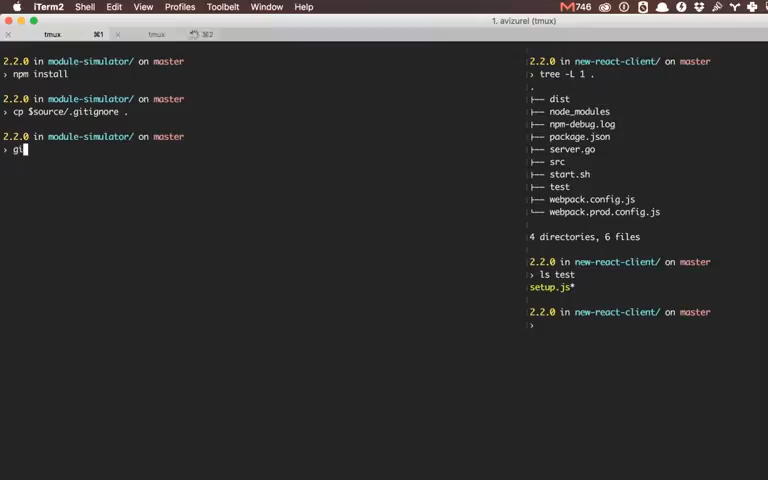 iTerm2 Shell Edit View Profiles Toolbelt Window Help 746
1. avizurel (tmux)
tmux ⌘1 tmux ⌘2
2.2.0 in module-simulator/ on master
› npm install
2.2.0 in module-simulator/ on master
› cp $source/.gitignore .
2.2.0 in module-simulator/ on master
› gi
2.2.0 in new-react-client/ on master
› tree -L 1 .
.
├── dist
├── node_modules
├── npm-debug.log
├── package.json
├── server.go
├── src
├── start.sh
├── test
├── webpack.config.js
└── webpack.prod.config.js
4 directories, 6 files
2.2.0 in new-react-client/ on master
› ls test
setup.js*
2.2.0 in new-react-client/ on master
›